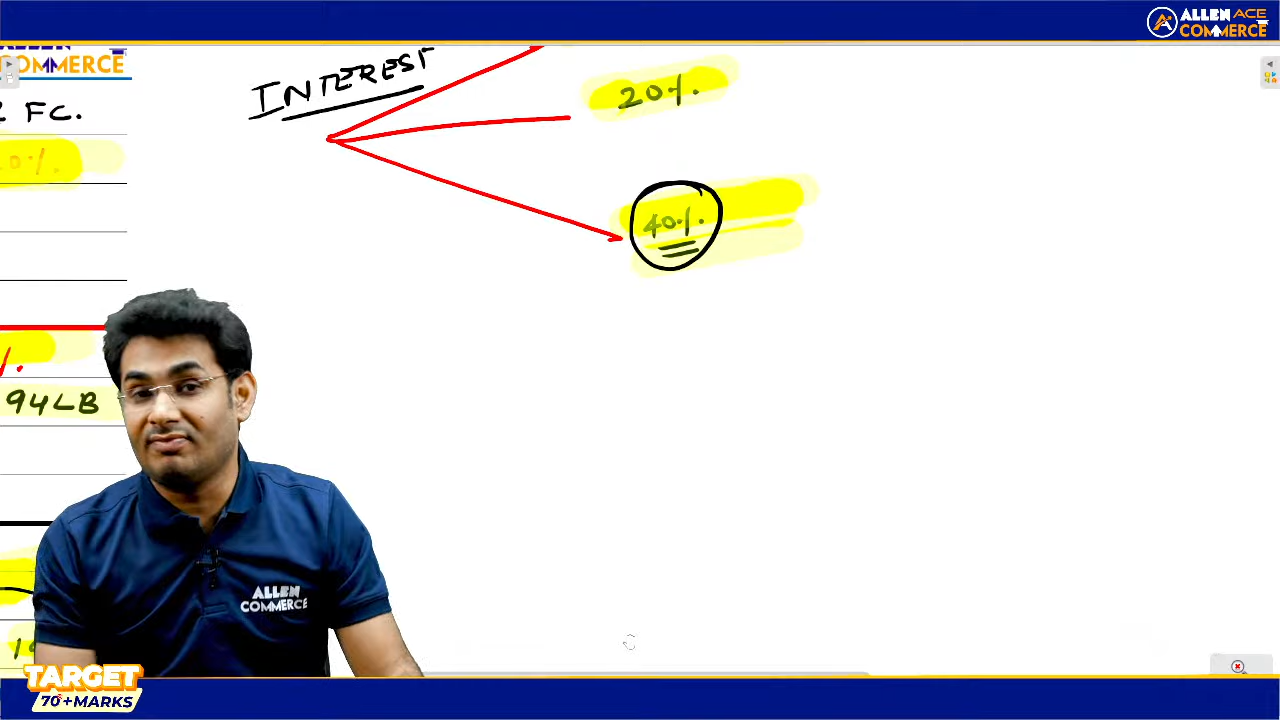 ALLEN ACE
COMMERCE
COMMERCE
INTEREST
FC.
20%.
40%.
94LB
ALLEN
COMMERCE
TARGET
70+MARKS